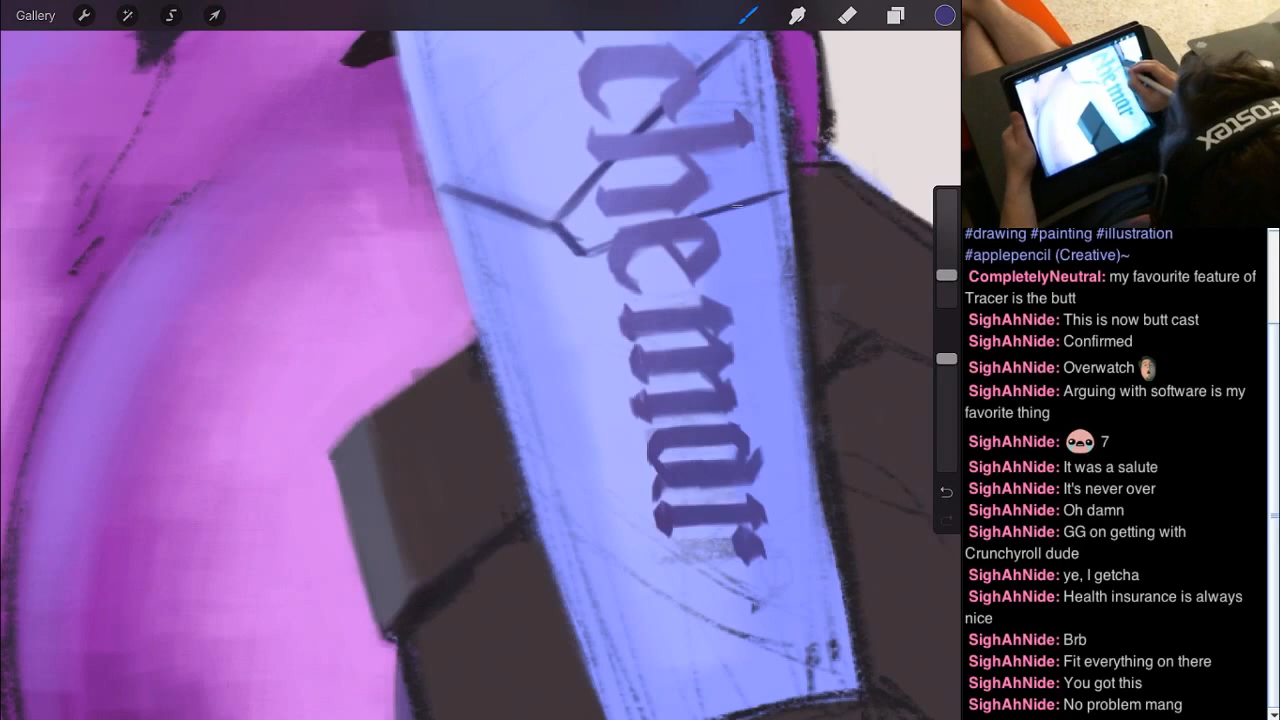 Gallery
chemar
FOSTEX
chemar
#drawing #painting #illustration
#applepencil (Creative)~
CompletelyNeutral: my favourite feature of
Tracer is the butt
SighAhNide: This is now butt cast
SighAhNide: Confirmed
SighAhNide: Overwatch
SighAhNide: Arguing with software is my
favorite thing
SighAhNide: 7
SighAhNide: It was a salute
SighAhNide: It's never over
SighAhNide: Oh damn
SighAhNide: GG on getting with
Crunchyroll dude
SighAhNide: ye, I getcha
SighAhNide: Health insurance is always
nice
SighAhNide: Brb
SighAhNide: Fit everything on there
SighAhNide: You got this
SighAhNide: No problem mang